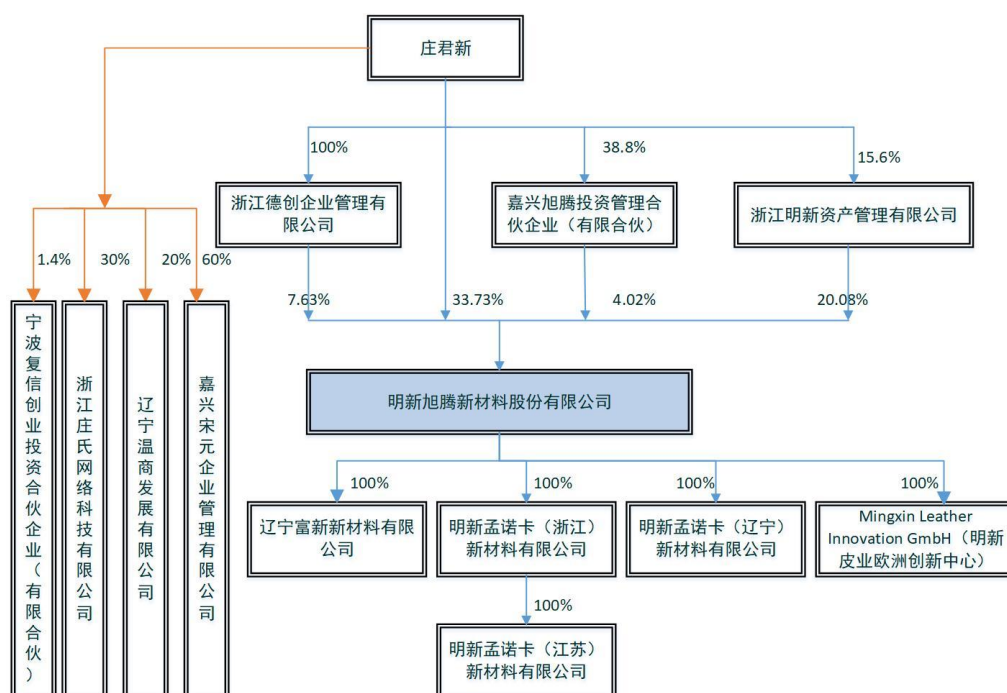 庄君新
100%
38.8%
15.6%
浙江德创企业管理有
限公司
嘉兴旭腾投资管理合
伙企业（有限合伙）
浙江明新资产管理有限公司
1.4%
30%
20%
60%
7.63%
33.73%
4.02%
20.08%
宁波复信创业投资合伙企业（有限合伙）
浙江庄氏网络科技有限公司
辽宁温商发展有限公司
嘉兴宋元企业管理有限公司
明新旭腾新材料股份有限公司
100%
100%
100%
100%
辽宁富新新材料有限
公司
明新孟诺卡（浙江）
新材料有限公司
明新孟诺卡（辽宁）
新材料有限公司
Mingxin Leather
Innovation GmbH（明新
皮业欧洲创新中心）
100%
明新孟诺卡（江苏）
新材料有限公司